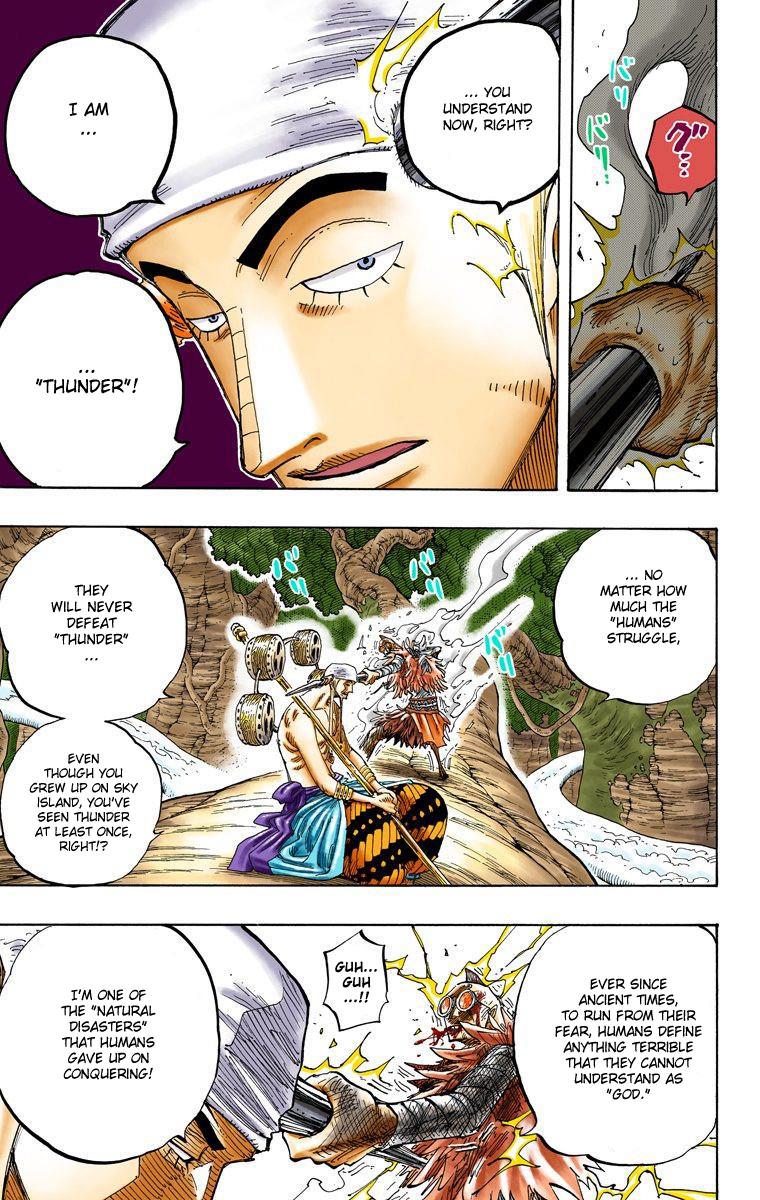 グ…
バリ
バリ
... YOU
UNDERSTAND
NOW, RIGHT?
I AM
...
...
"THUNDER"!
... NO
MATTER HOW
MUCH THE
"HUMANS"
STRUGGLE,
バリ
バリ
バリ
THEY
WILL NEVER
DEFEAT
"THUNDER"
...
EVEN
THOUGH YOU
GREW UP ON SKY
ISLAND, YOU'VE
SEEN THUNDER
AT LEAST ONCE,
RIGHT!?
EVER SINCE
ANCIENT TIMES,
TO RUN FROM THEIR
FEAR, HUMANS DEFINE
ANYTHING TERRIBLE
THAT THEY CANNOT
UNDERSTAND AS
"GOD."
GUH...
GUH
...!!
I'M ONE OF
THE "NATURAL
DISASTERS"
THAT HUMANS
GAVE UP ON
CONQUERING!